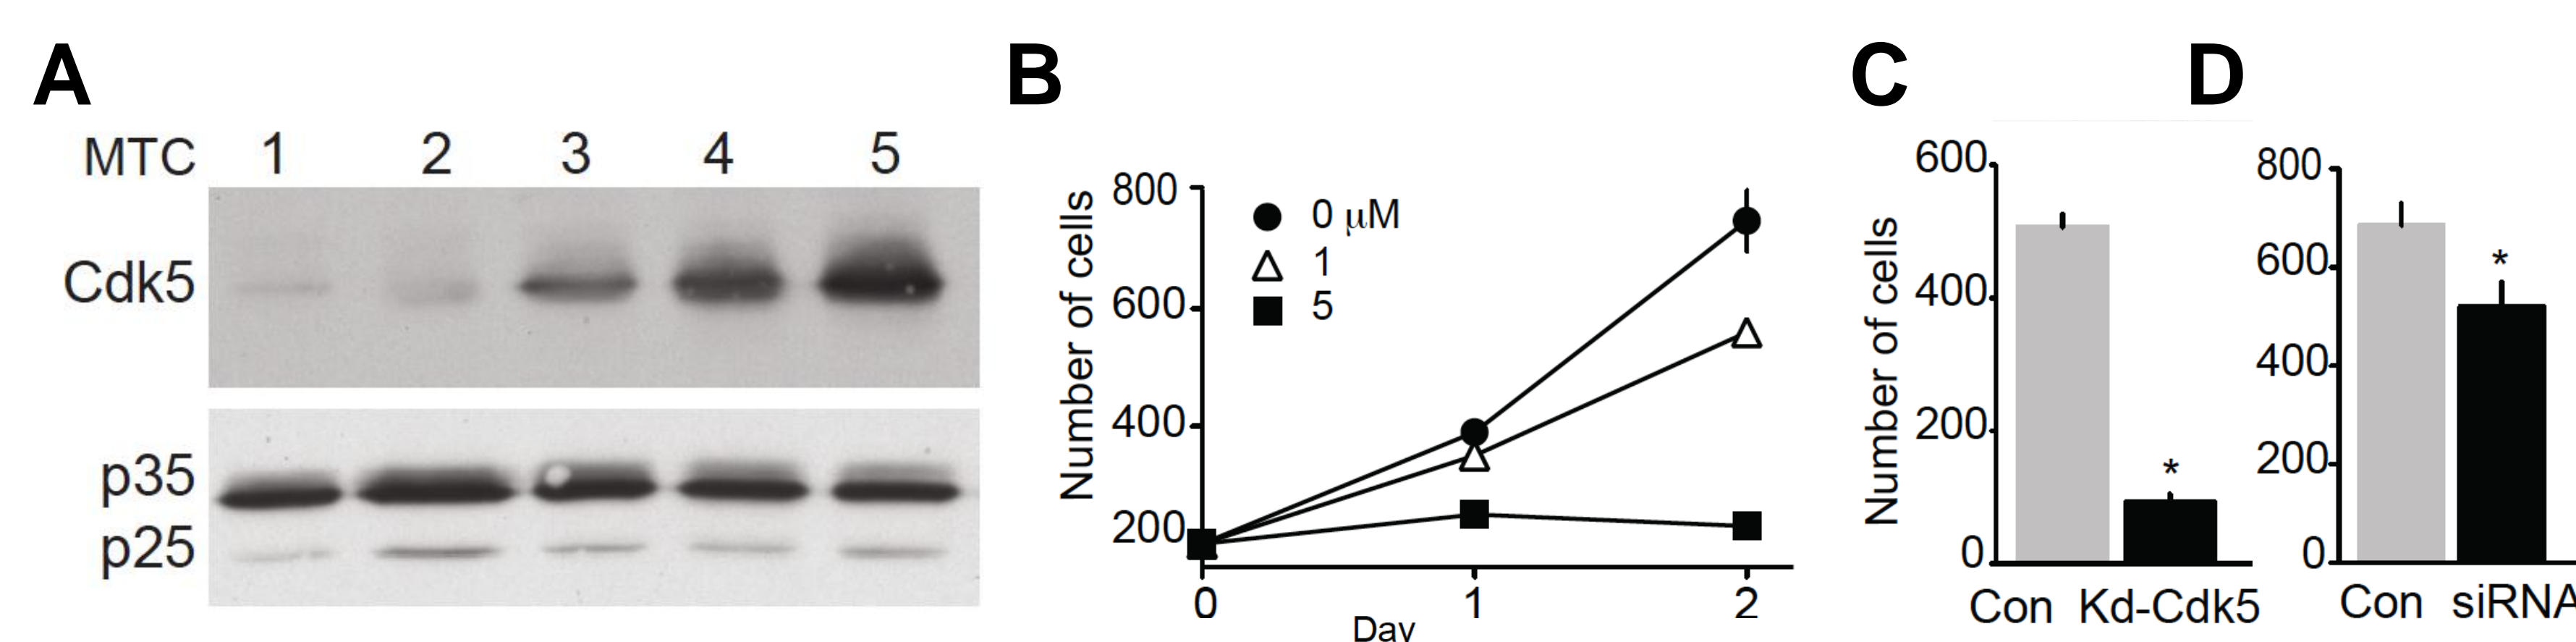 A
MTC 1 2 3 4 5
Cdk5
p35
p25
B
Number of cells
800
600
400
200
0 μM
1
5
0 1 2
Day
C
Number of cells
600
400
200
0
*
Con Kd-Cdk5
D
800
600
400
200
0
*
Con siRNA